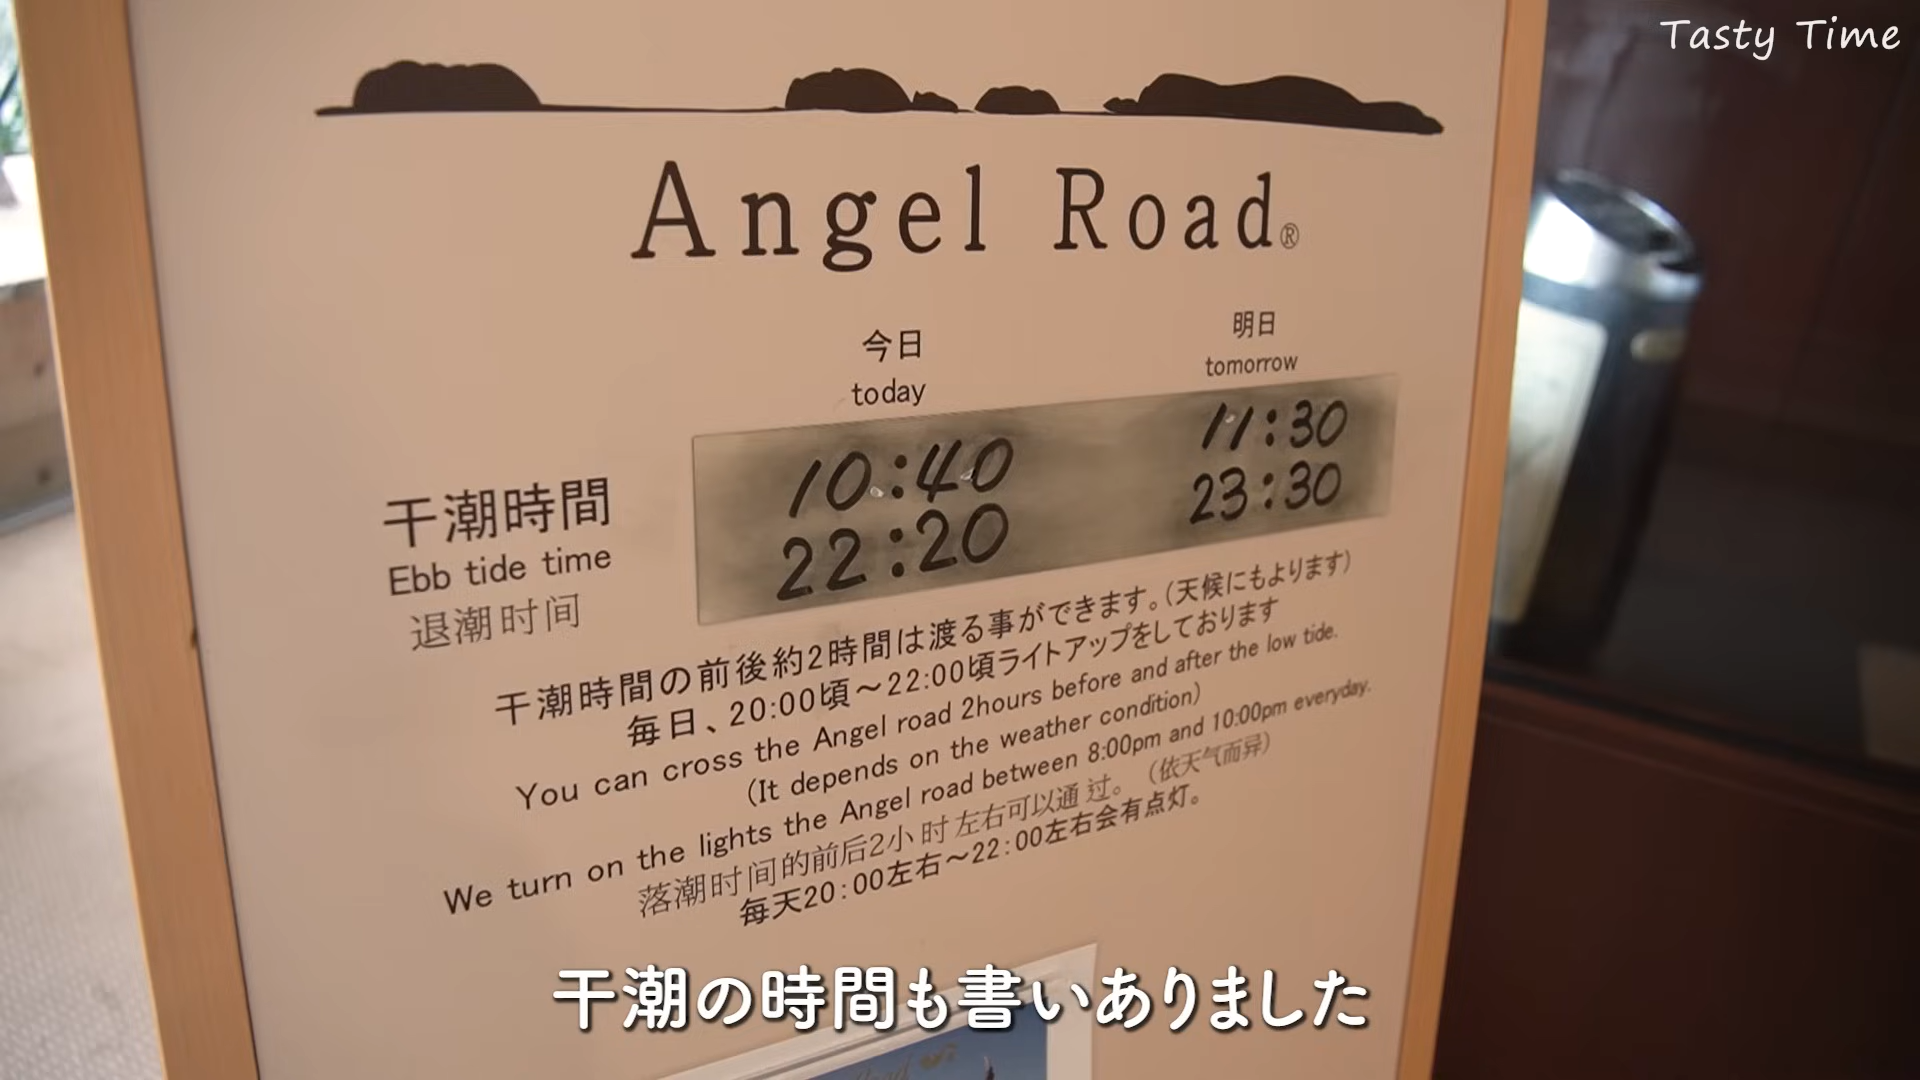 Tasty Time
Angel Road®
今日
today
明日
tomorrow
干潮時間
Ebb tide time
退潮时间
10:40
22:20
11:30
23:30
干潮時間の前後約2時間は渡る事ができます。(天候にもよります)
毎日、20:00頃～22:00頃ライトアップをしております
You can cross the Angel road 2hours before and after the low tide.
(It depends on the weather condition)
We turn on the lights the Angel road between 8:00pm and 10:00pm everyday.
落潮时间的前后2小时左右可以通过。（依天气而异）
毎天20:00左右～22:00左右会有点灯。
干潮の時間も書いありました